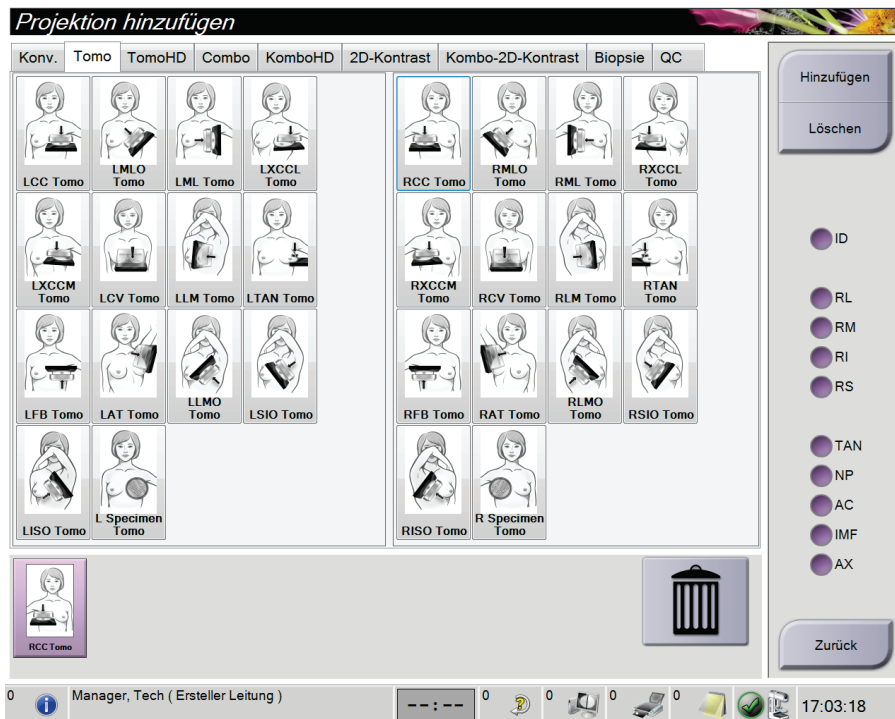 Projektion hinzufügen
Konv. Tomo TomoHD Combo KomboHD 2D-Kontrast Kombo-2D-Kontrast Biopsie QC
Hinzufügen
Löschen
LCC Tomo
LMLO
Tomo
LML Tomo
LXCCL
Tomo
RCC Tomo
RMLO
Tomo
RML Tomo
RXCCL
Tomo
LXCCM
Tomo
LCV Tomo
LLM Tomo
LTAN Tomo
RXCCM
Tomo
RCV Tomo
RLM Tomo
RTAN
Tomo
LFB Tomo
LAT Tomo
LLMO
Tomo
LSIO Tomo
RFB Tomo
RAT Tomo
RLMO
Tomo
RSIO Tomo
LISO Tomo
L Specimen
Tomo
RISO Tomo
R Specimen
Tomo
ID
RL
RM
RI
RS
TAN
NP
AC
IMF
AX
RCC Tomo
Zurück
0
Manager, Tech ( Ersteller Leitung )
--:--
0
0
0
0
17:03:18